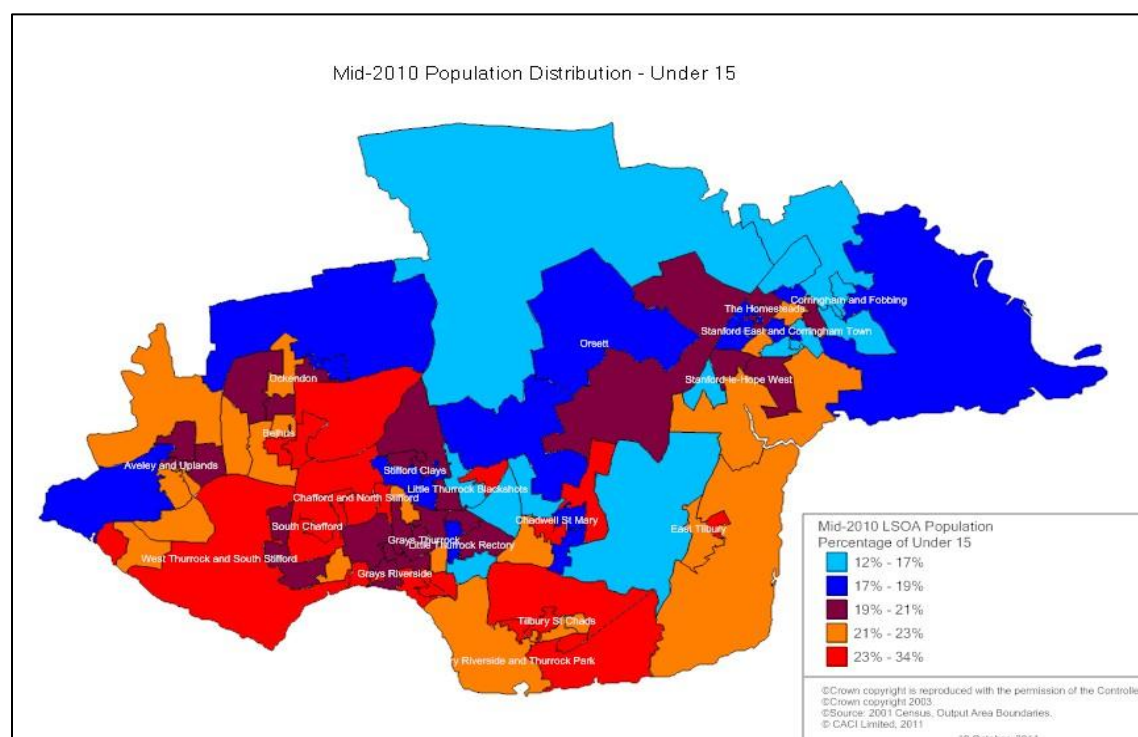 Mid-2010 Population Distribution - Under 15
Corringham and Fobbing
The Homesteads
Stanford East and Corringham Town
Orsett
Stanford-le-Hope West
Ockendon
Belhus
Aveley and Uplands
Stifford Clays
Little Thurrock Blackshots
Chafford and North Stifford
Chadwell St Mary
South Chafford
East Tilbury
Grays Thurrock
Little Thurrock Rectory
West Thurrock and South Stifford
Grays Riverside
Tilbury St Chads
Riverside and Thurrock Park
Mid-2010 LSOA Population
Percentage of Under 15
12% - 17%
17% - 19%
19% - 21%
21% - 23%
23% - 34%
©Crown copyright is reproduced with the permission of the Controlle
©Crown copyright 2003.
©Source: 2001 Census, Output Area Boundaries.
© CACI Limited, 2011